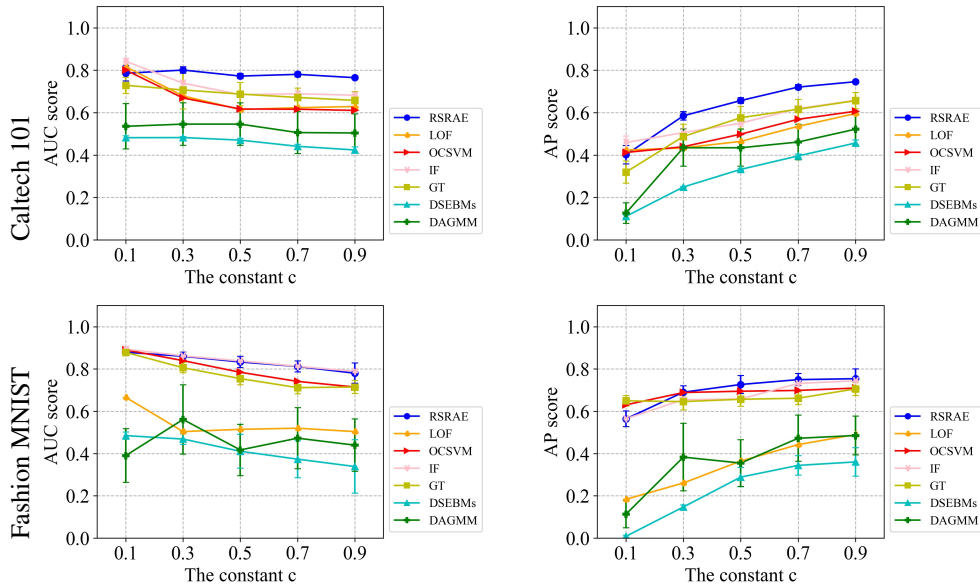 Caltech 101
AUC score
1.0
0.8
0.6
0.4
0.2
0.0
0.1 0.3 0.5 0.7 0.9
The constant c
RSRAE
LOF
OCSVM
IF
GT
DSEBMs
DAGMM
AP score
1.0
0.8
0.6
0.4
0.2
0.0
0.1 0.3 0.5 0.7 0.9
The constant c
RSRAE
LOF
OCSVM
IF
GT
DSEBMs
DAGMM
Fashion MNIST
AUC score
1.0
0.8
0.6
0.4
0.2
0.0
0.1 0.3 0.5 0.7 0.9
The constant c
RSRAE
LOF
OCSVM
IF
GT
DSEBMs
DAGMM
AP score
1.0
0.8
0.6
0.4
0.2
0.0
0.1 0.3 0.5 0.7 0.9
The constant c
RSRAE
LOF
OCSVM
IF
GT
DSEBMs
DAGMM